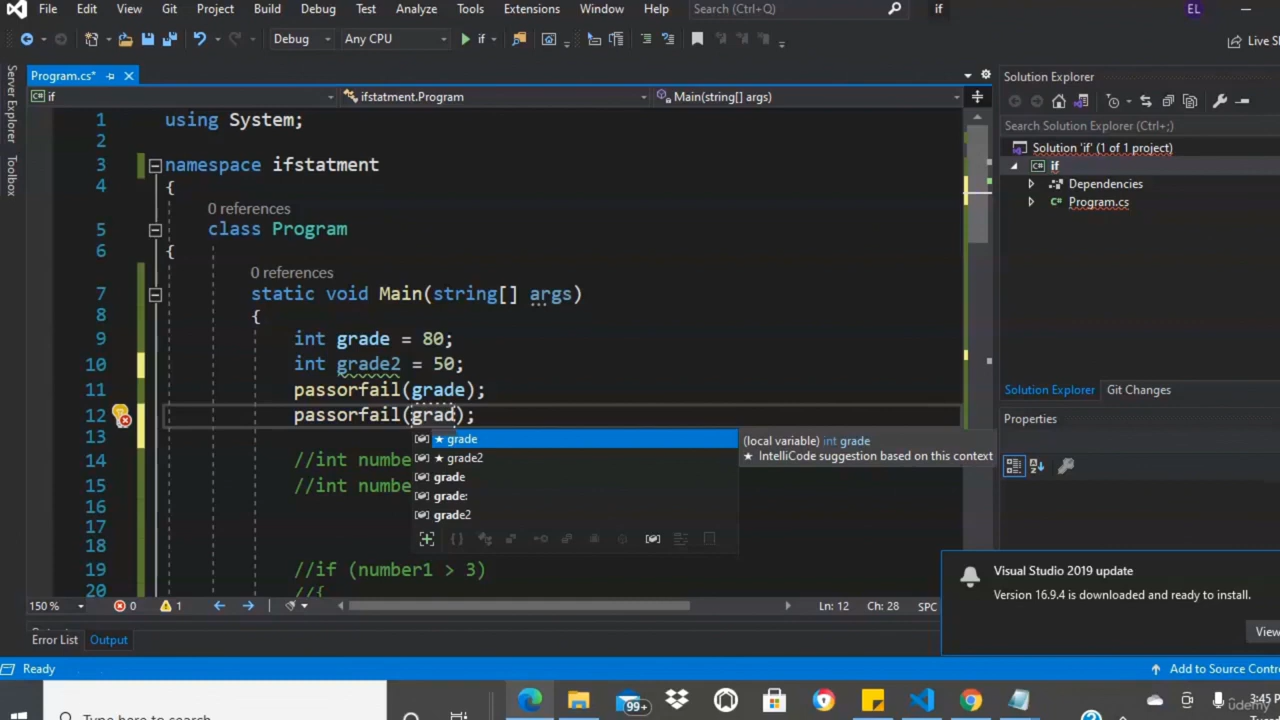 File Edit View Git Project Build Debug Test Analyze Tools Extensions Window Help Search (Ctrl+Q) if EL
Debug Any CPU if Live
Server Explorer
Toolbox
Program.cs*
if ifstatment.Program Main(string[] args)
1 using System;
2
3 namespace ifstatment
4 {
0 references
5 class Program
6 {
0 references
7 static void Main(string[] args)
8 {
9 int grade = 80;
10 int grade2 = 50;
11 passorfail(grade);
12 passorfail(grad);
13
14 //int numbe
15 //int numbe
16
17
18
19 //if (number1 > 3)
20 //{
★ grade
★ grade2
grade
grade:
grade2
(local variable) int grade
★ IntelliCode suggestion based on this context
150 % 0 1 Ln: 12 Ch: 28 SPC
Error List Output
Ready Add to Source Contr
Solution Explorer
Search Solution Explorer (Ctrl+;)
Solution 'if' (1 of 1 project)
C# if
Dependencies
C# Program.cs
Solution Explorer Git Changes
Properties
Visual Studio 2019 update
Version 16.9.4 is downloaded and ready to install.
View
Type here to search
99+
3:45 P
Udemy